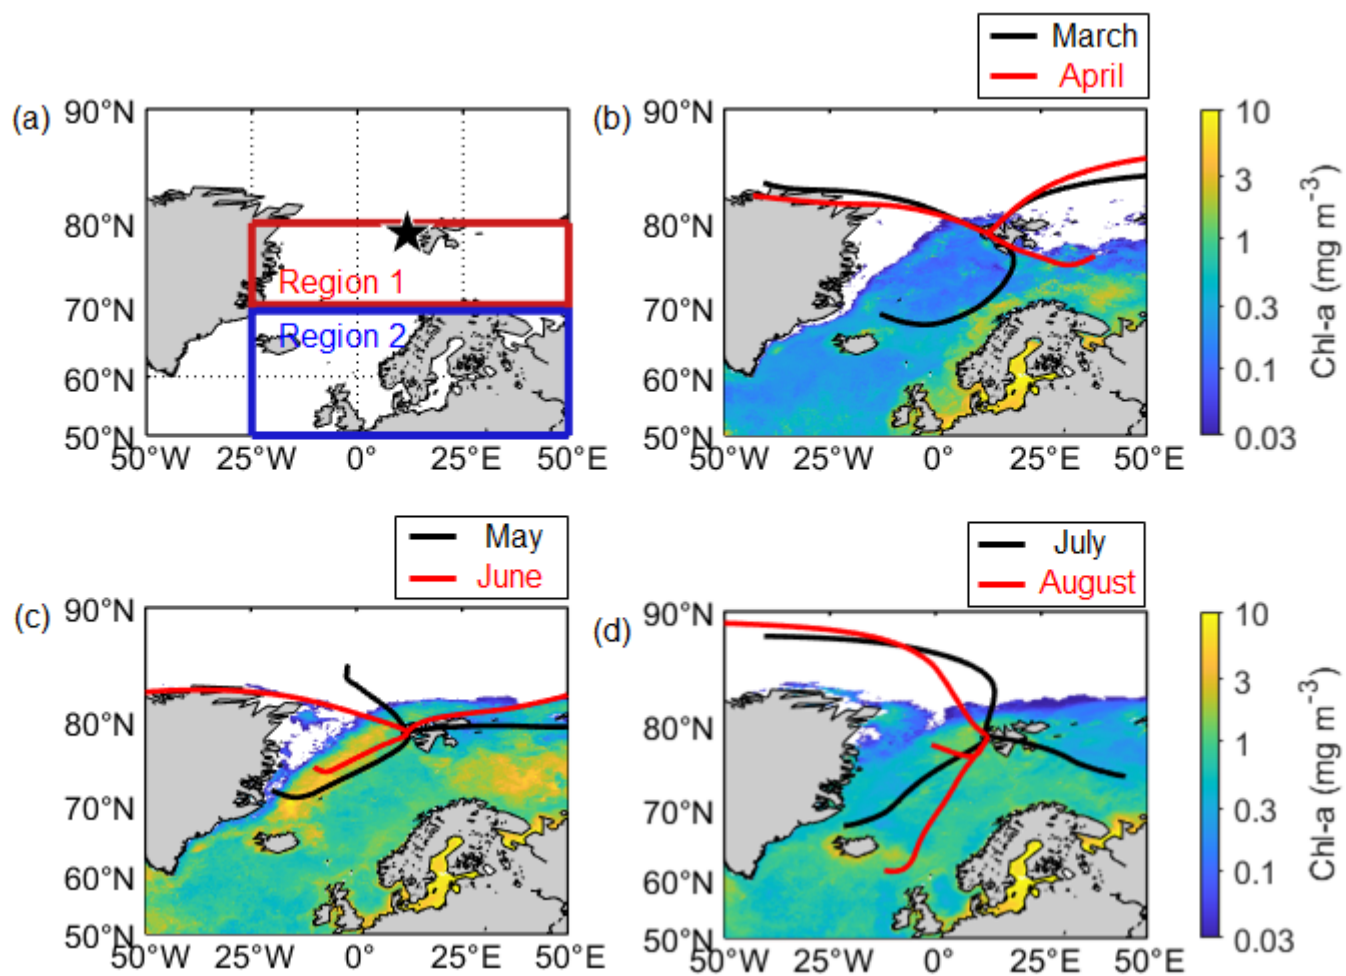 March
April
(a)
90°N
80°N
70°N
60°N
50°N
50°W
25°W
0°
25°E
50°E
Region 1
Region 2
(b)
90°N
80°N
70°N
60°N
50°N
50°W
25°W
0°
25°E
50°E
10
3
1
0.3
0.1
0.03
Chl-a (mg m⁻³)
May
June
(c)
90°N
80°N
70°N
60°N
50°N
50°W
25°W
0°
25°E
50°E
July
August
(d)
90°N
80°N
70°N
60°N
50°N
50°W
25°W
0°
25°E
50°E
10
3
1
0.3
0.1
0.03
Chl-a (mg m⁻³)